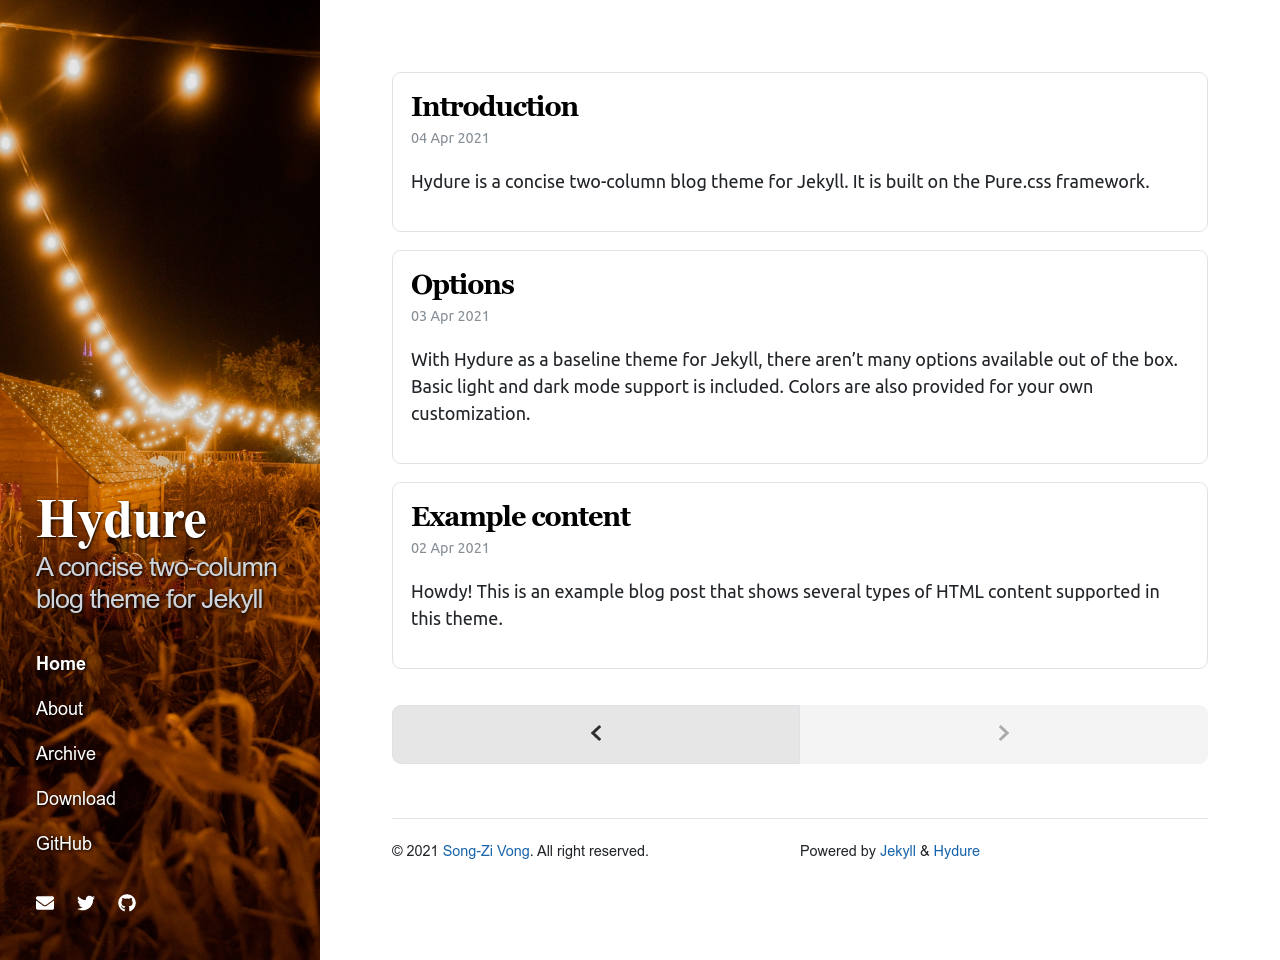 Hydure
A concise two-column
blog theme for Jekyll
Home
About
Archive
Download
GitHub
Introduction
04 Apr 2021
Hydure is a concise two-column blog theme for Jekyll. It is built on the Pure.css framework.
Options
03 Apr 2021
With Hydure as a baseline theme for Jekyll, there aren’t many options available out of the box.
Basic light and dark mode support is included. Colors are also provided for your own
customization.
Example content
02 Apr 2021
Howdy! This is an example blog post that shows several types of HTML content supported in
this theme.
© 2021 Song-Zi Vong. All right reserved.
Powered by Jekyll & Hydure